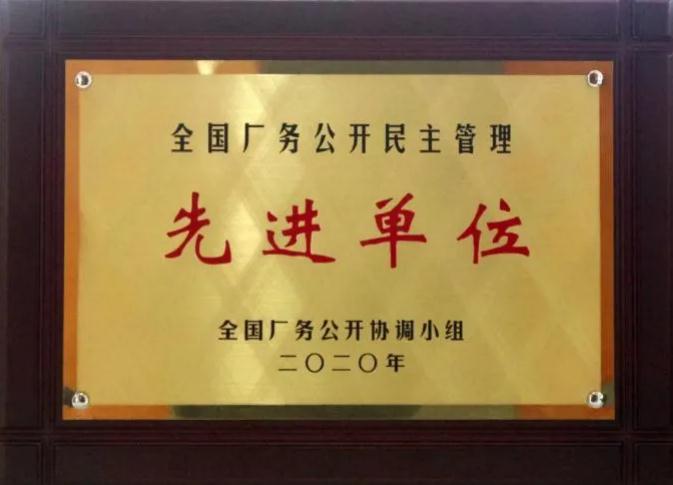 全国厂务公开民主管理
先进单位
全国厂务公开协调小组
二〇二〇年